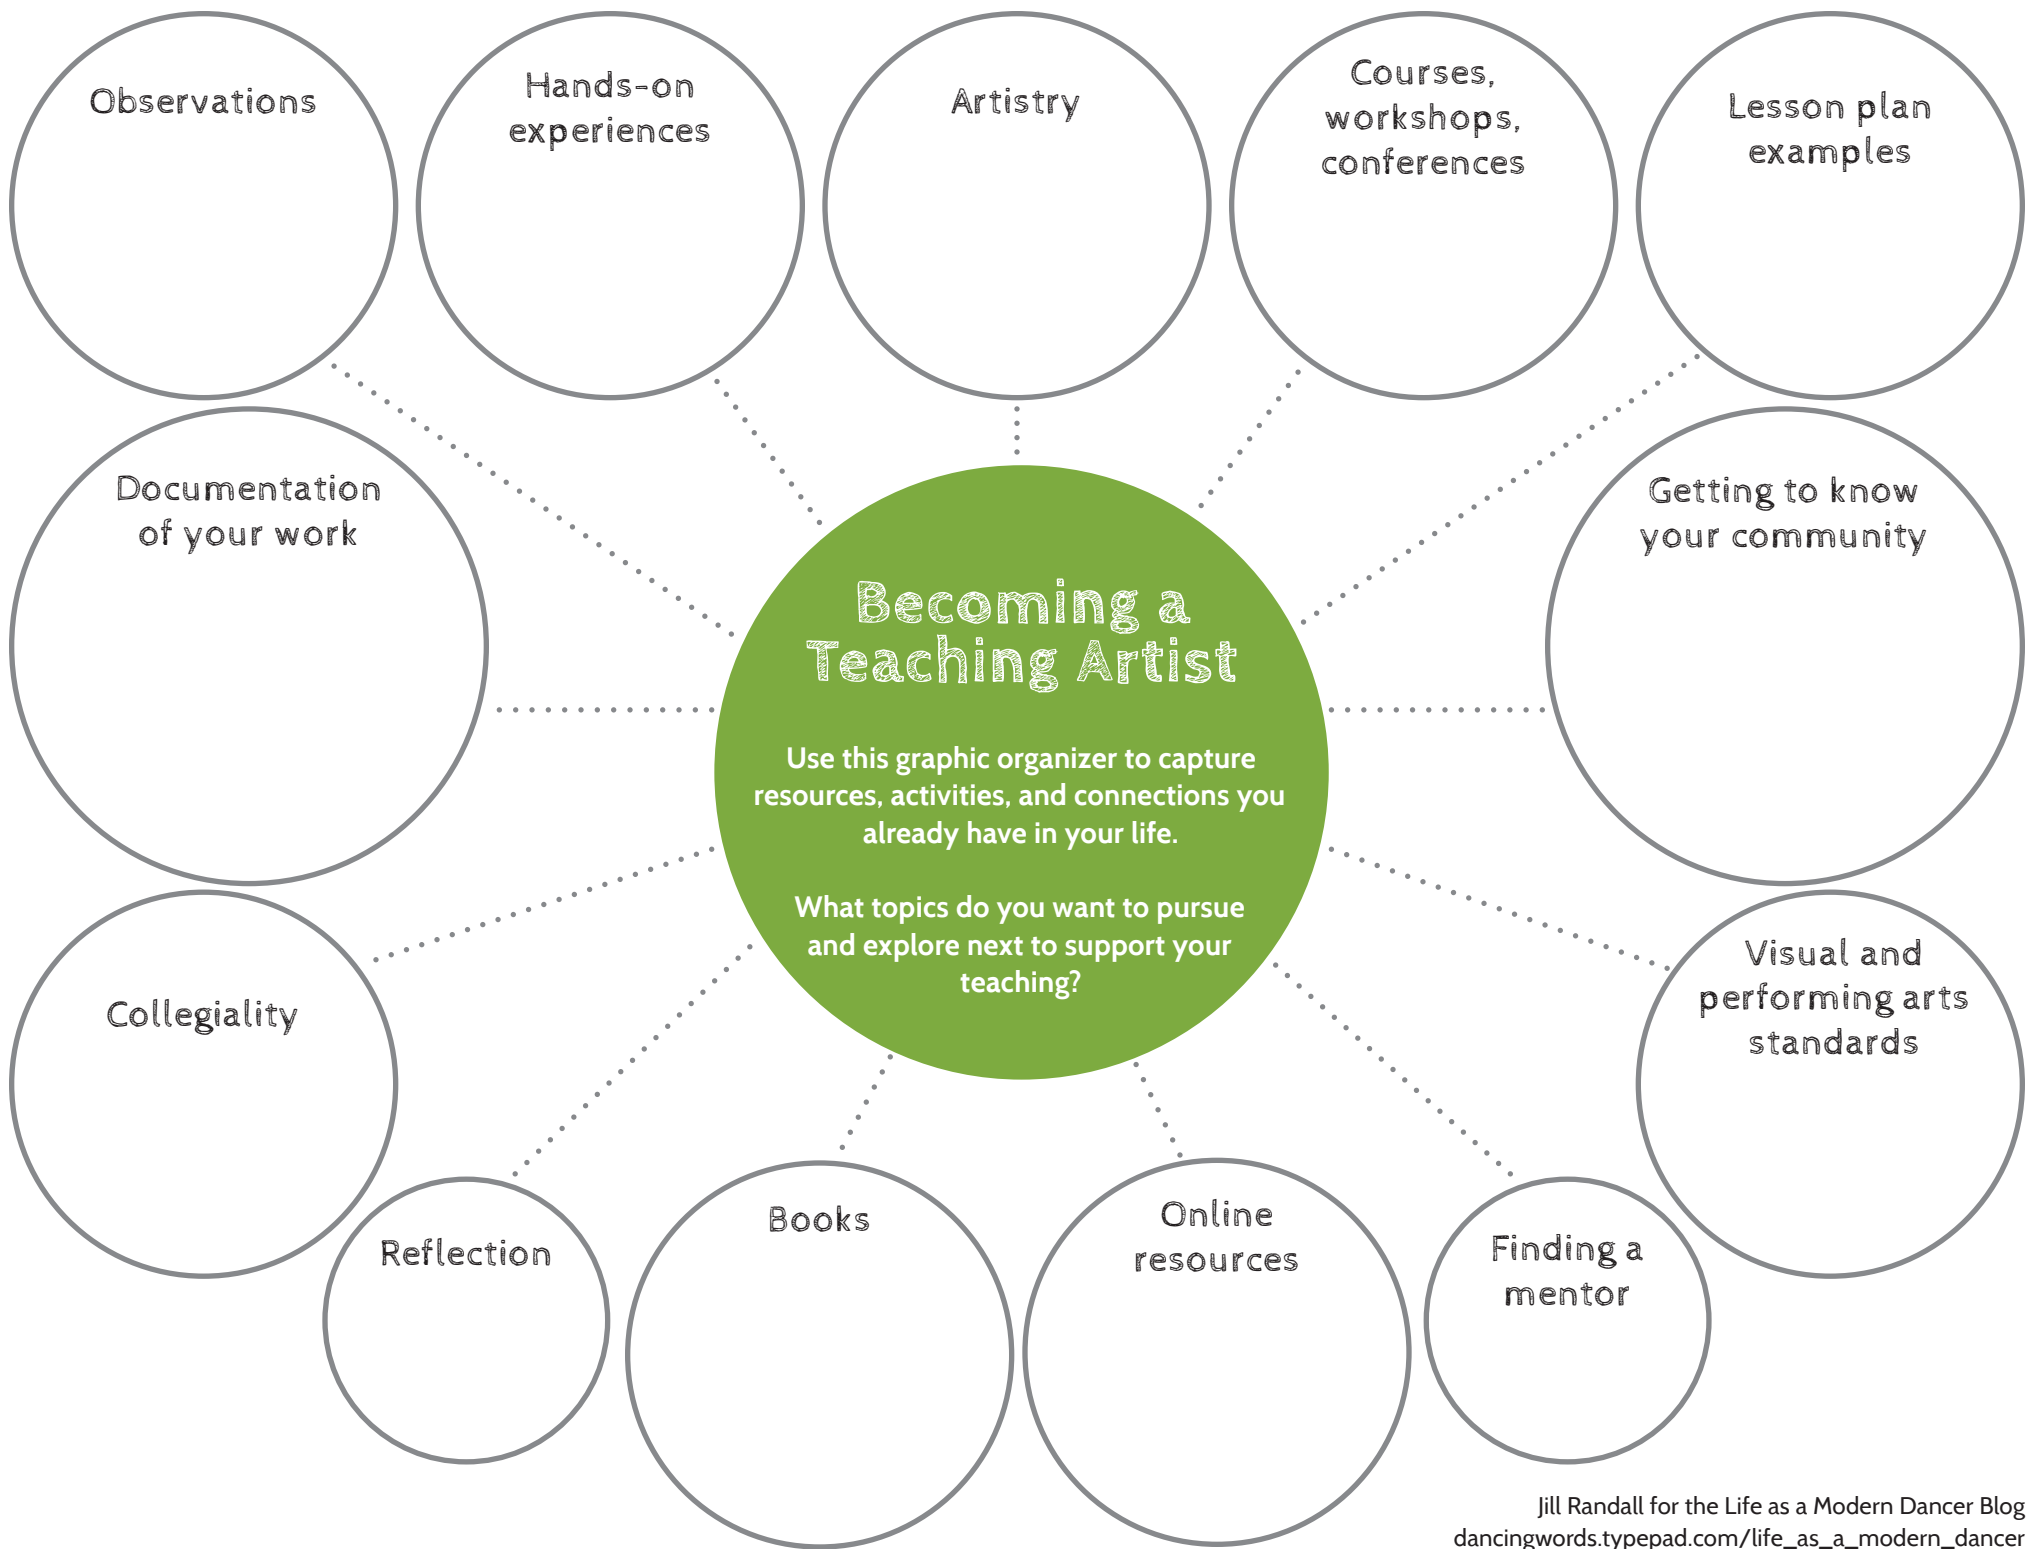 Observations
Hands-on
experiences
Artistry
Courses,
workshops,
conferences
Lesson plan
examples
Documentation
of your work
Getting to know
your community
Becoming a
Teaching Artist
Use this graphic organizer to capture
resources, activities, and connections you
already have in your life.
What topics do you want to pursue
and explore next to support your
teaching?
Collegiality
Visual and
performing arts
standards
Reflection
Books
Online
resources
Finding a
mentor
Jill Randall for the Life as a Modern Dancer Blog
dancingwords.typepad.com/life_as_a_modern_dancer